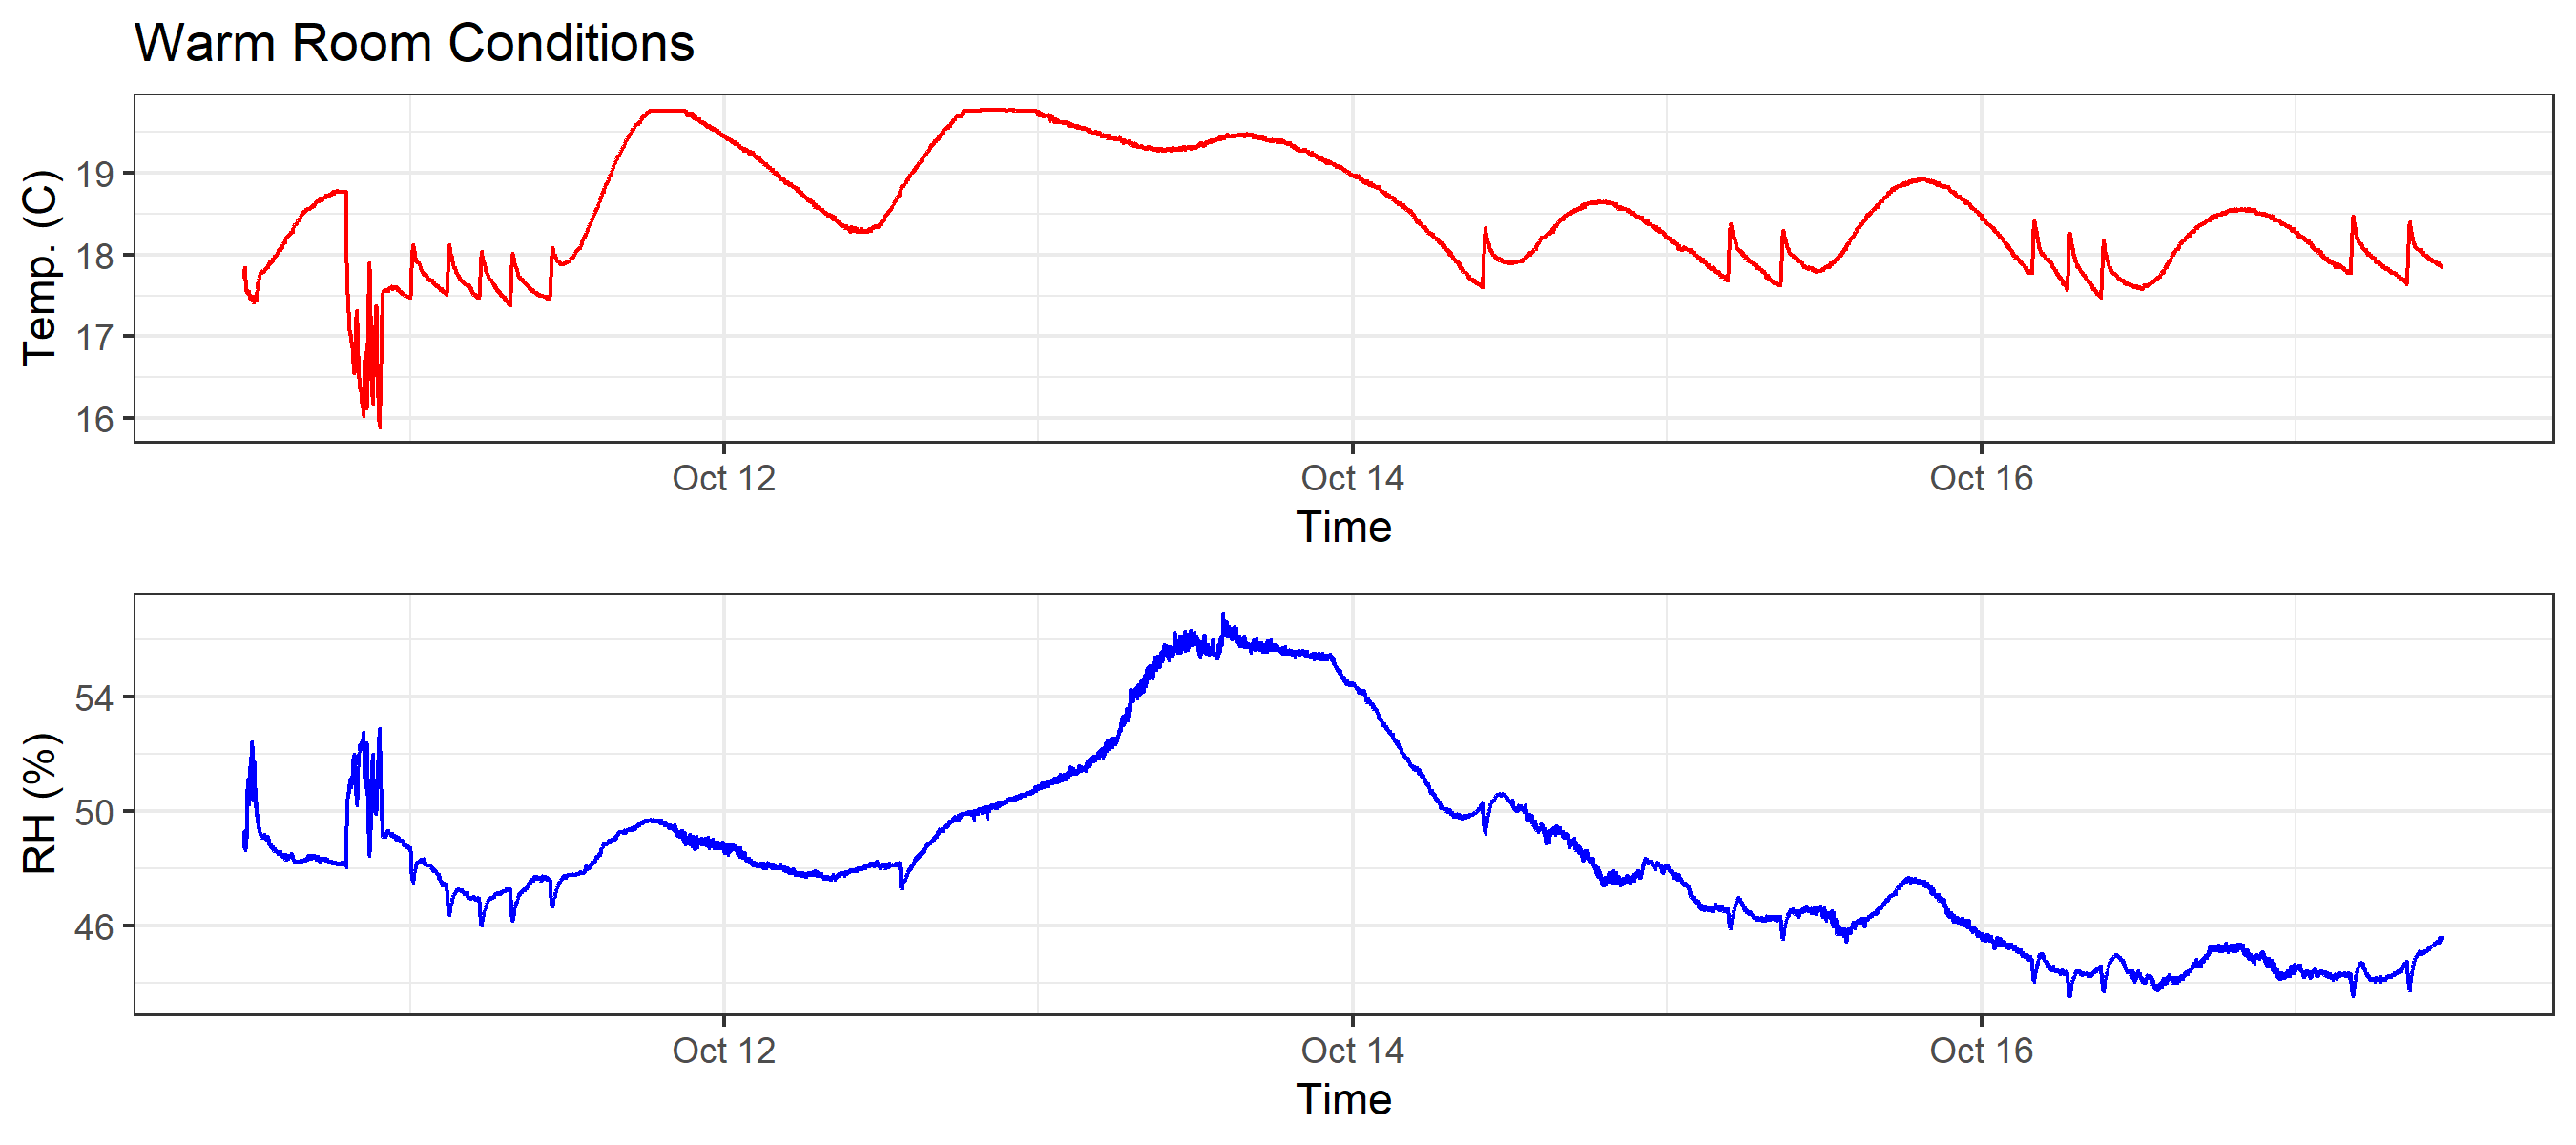 Warm Room Conditions
Temp. (C)
19
18
17
16
Oct 12 Oct 14 Oct 16
Time
RH (%)
54
50
46
Oct 12 Oct 14 Oct 16
Time